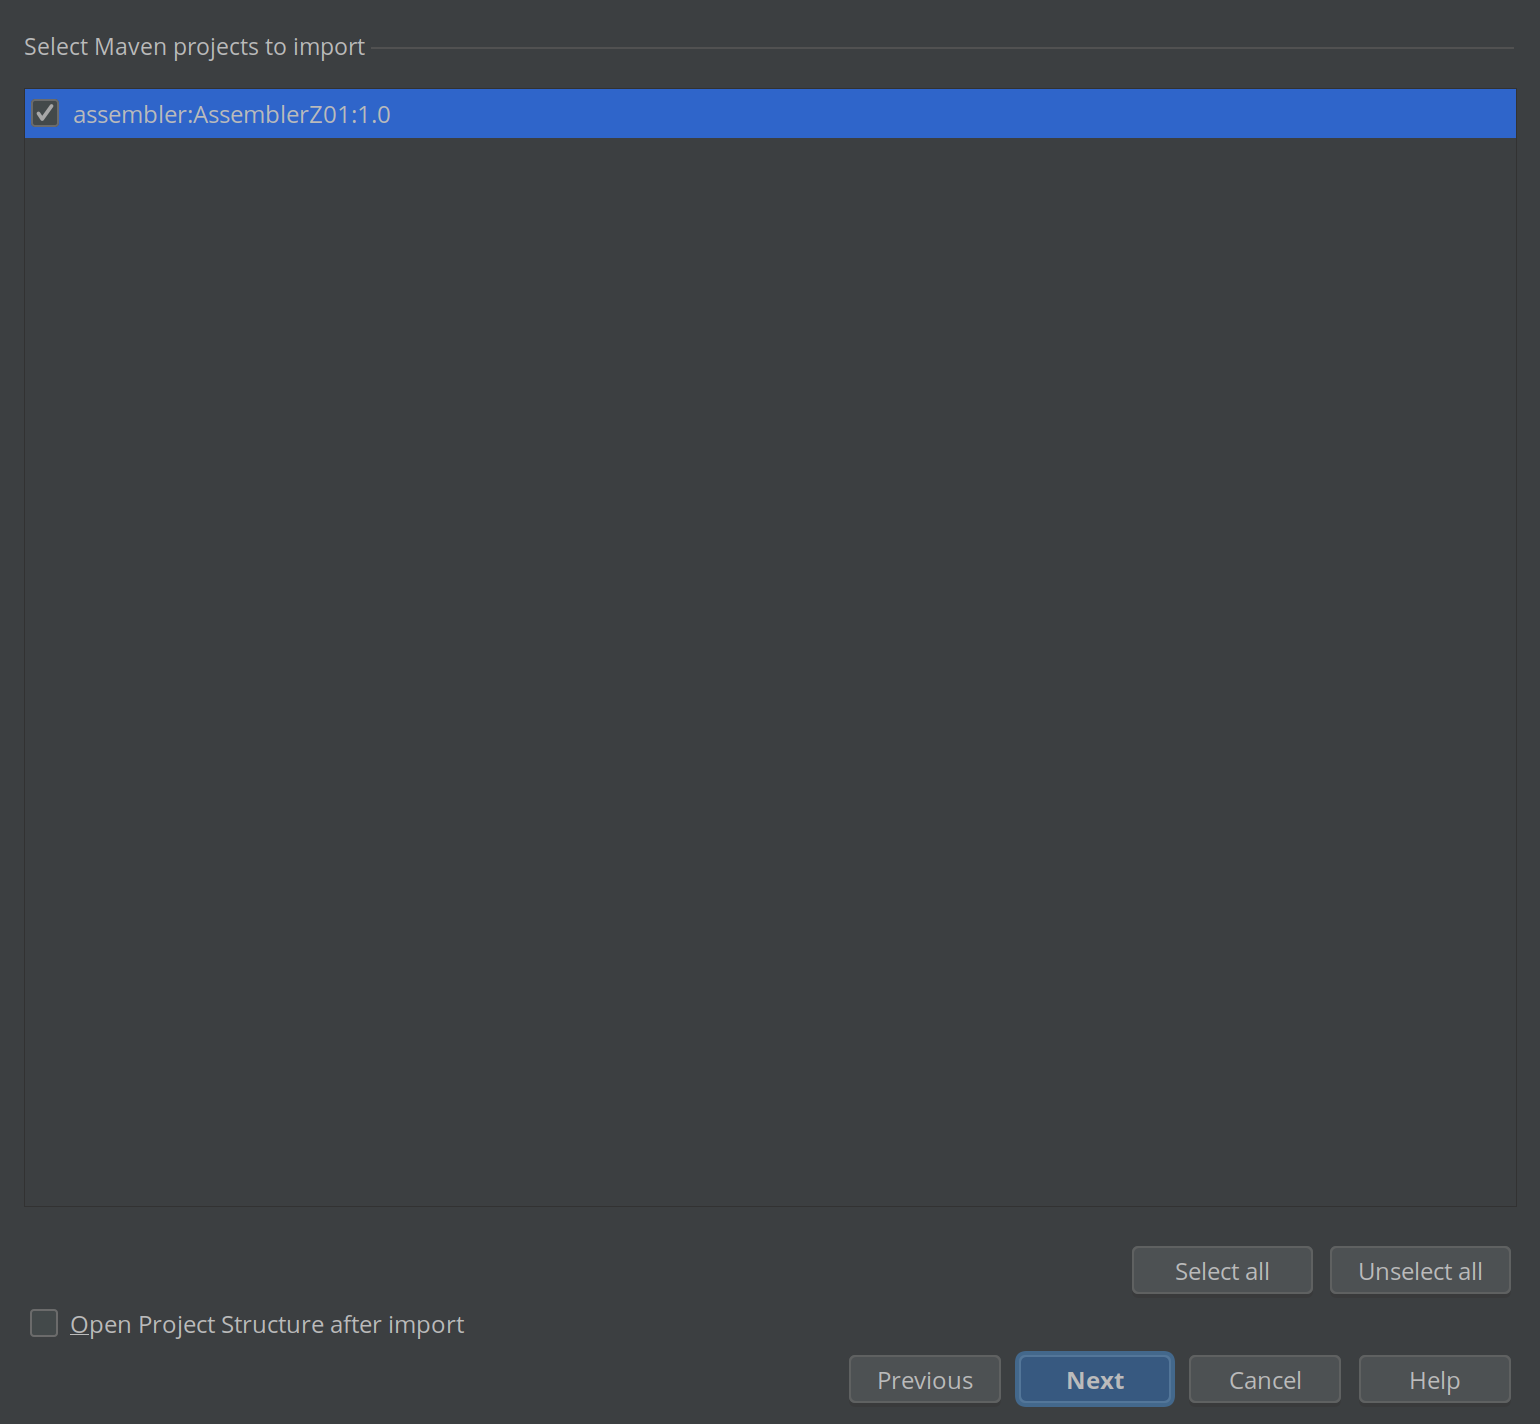 Select Maven projects to import
assembler:AssemblerZ01:1.0
Select all Unselect all
Open Project Structure after import
Previous Next Cancel Help